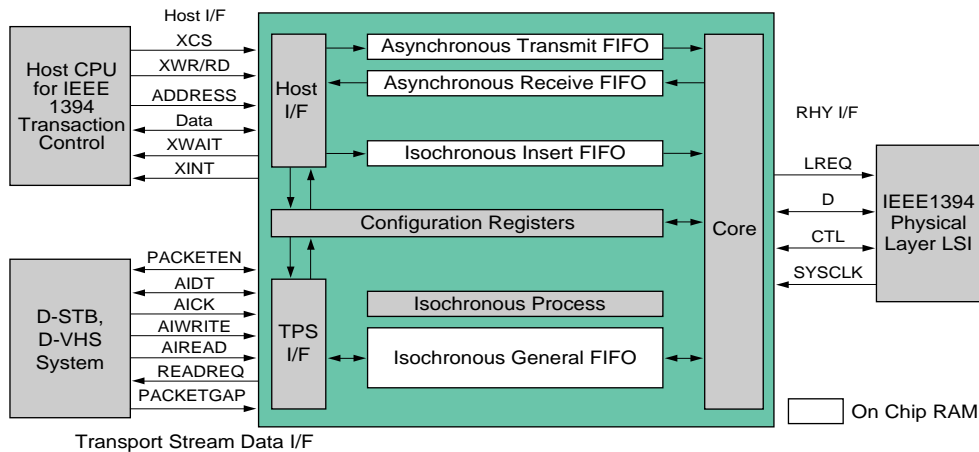 Host I/F
XCS
XWR/RD
ADDRESS
Data
XWAIT
XINT
Host CPU
for IEEE
1394
Transaction
Control
Host
I/F
Asynchronous Transmit FIFO
Asynchronous Receive FIFO
Isochronous Insert FIFO
Configuration Registers
Core
RHY I/F
LREQ
D
CTL
SYSCLK
IEEE1394
Physical
Layer LSI
PACKETEN
AIDT
AICK
AIWRITE
AIREAD
READREQ
PACKETGAP
D-STB,
D-VHS
System
TPS
I/F
Isochronous Process
Isochronous General FIFO
On Chip RAM
Transport Stream Data I/F